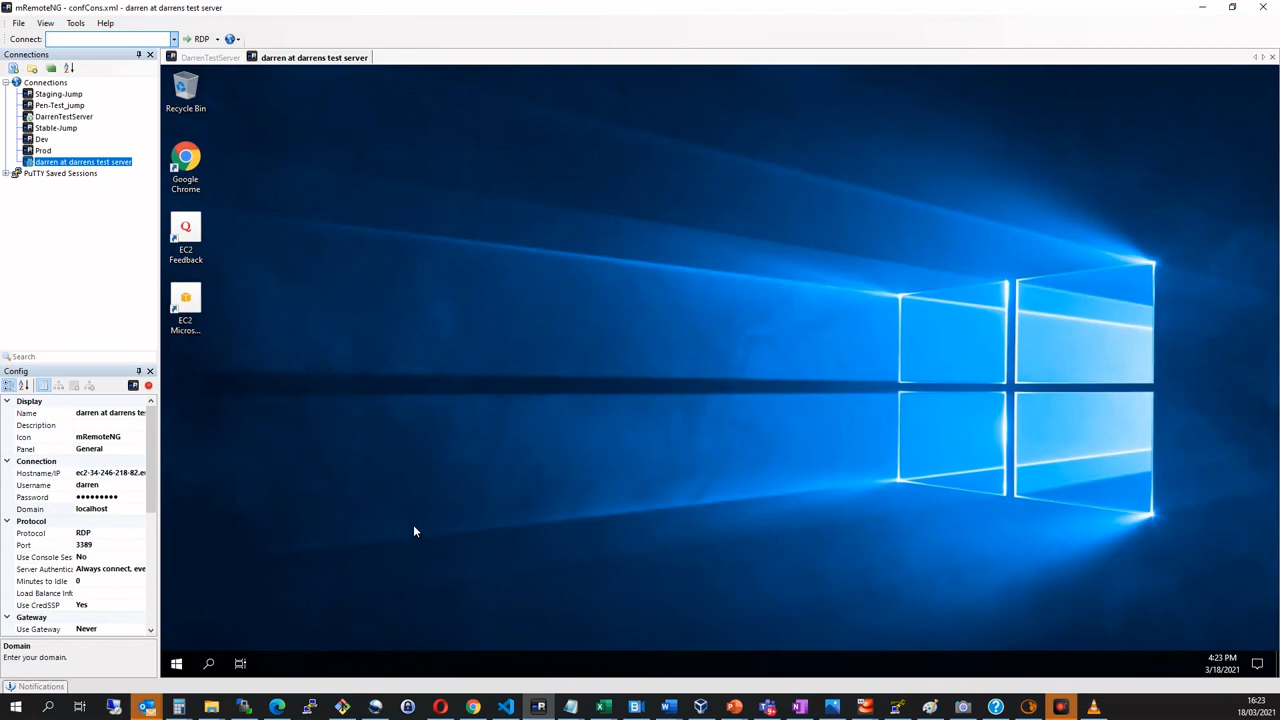 mRemoteNG - confCons.xml - darren at darrens test server
File View Tools Help
Connect: RDP
Connections
Connections
Staging-Jump
Pen-Test_jump
DarrenTestServer
Stable-Jump
Dev
Prod
darren at darrens test server
PuTTY Saved Sessions
Search
Config
Display
Name darren at darrens te
Description
Icon mRemoteNG
Panel General
Connection
Hostname/IP ec2-34-246-218-82.e
Username darren
Password •••••••••
Domain localhost
Protocol
Protocol RDP
Port 3389
Use Console Ses No
Server Authentic Always connect, eve
Minutes to Idle 0
Load Balance Inf
Use CredSSP Yes
Gateway
Use Gateway Never
Domain
Enter your domain.
Notifications
DarrenTestServer darren at darrens test server
Recycle Bin
Google
Chrome
EC2
Feedback
EC2
Micros...
4:23 PM
3/18/2021
16:23
18/03/2021